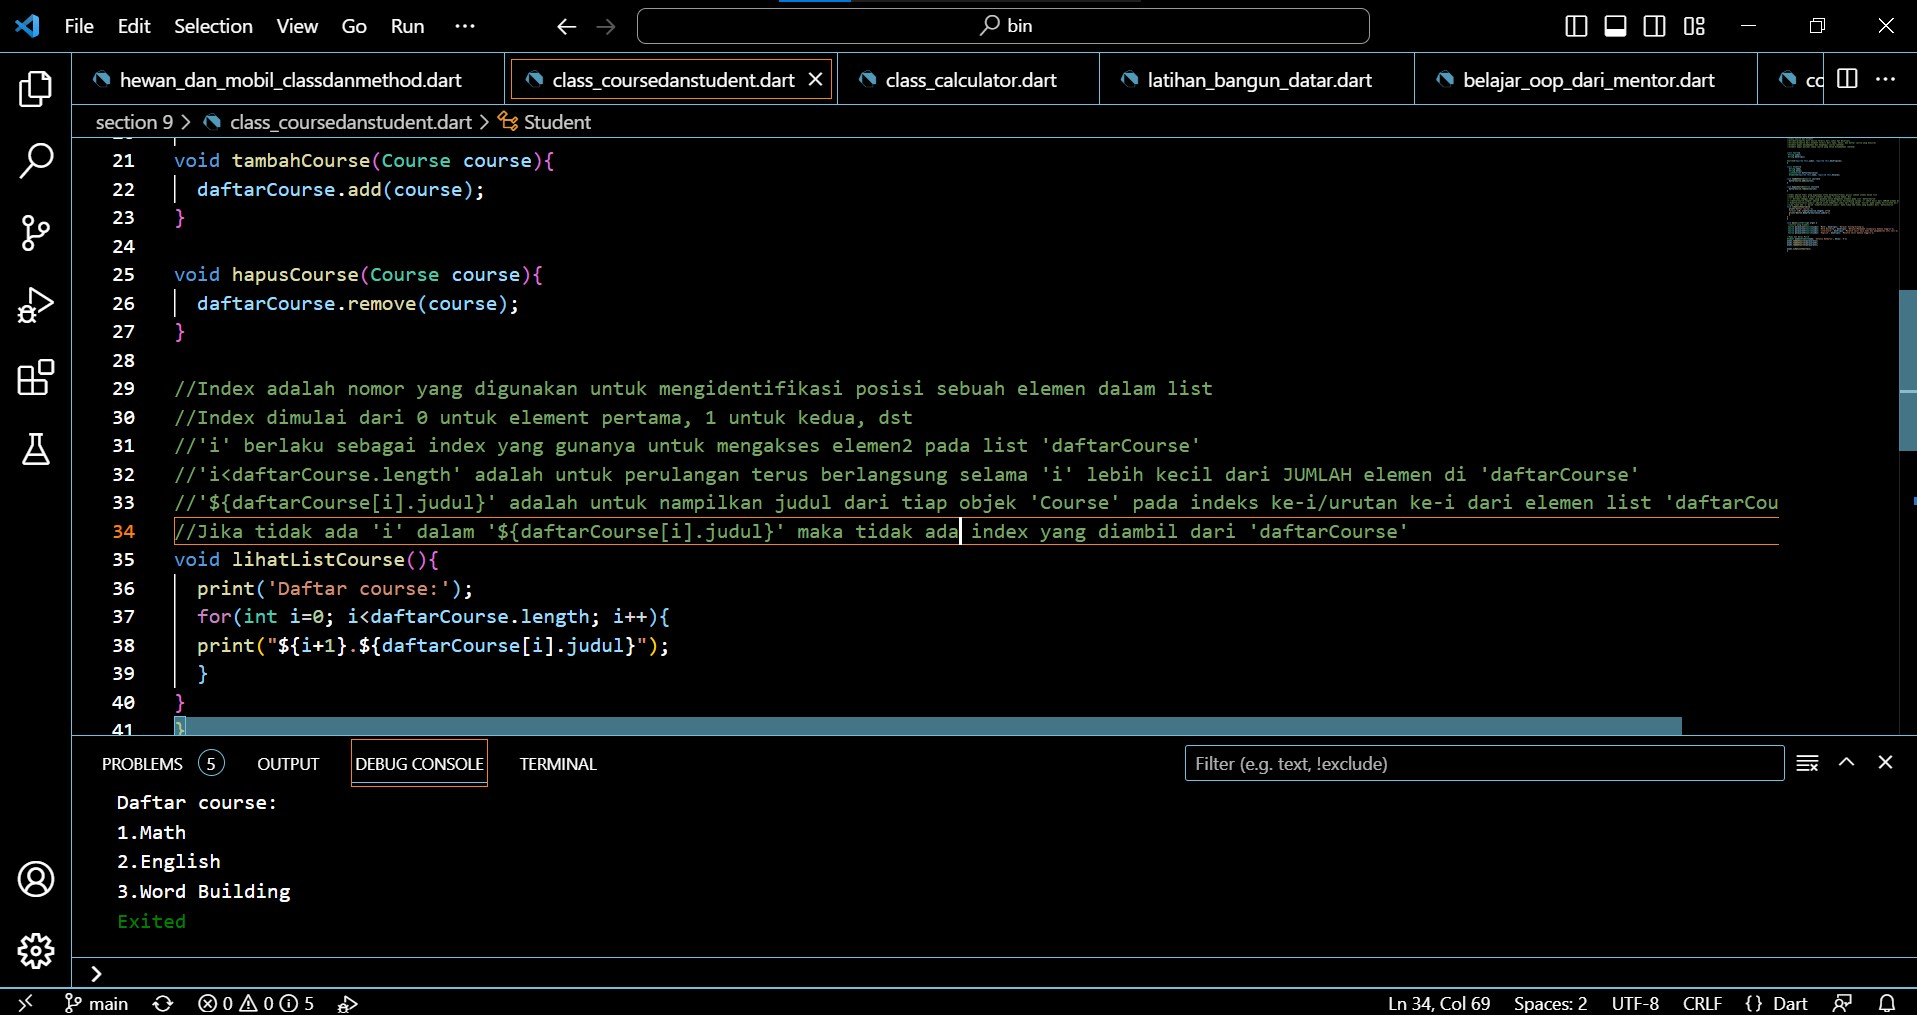 File Edit Selection View Go Run ··· bin
hewan_dan_mobil_classdanmethod.dart class_coursedanstudent.dart class_calculator.dart latihan_bangun_datar.dart belajar_oop_dari_mentor.dart
section 9 > class_coursedanstudent.dart > Student
21 void tambahCourse(Course course){
22 daftarCourse.add(course);
23 }
24
25 void hapusCourse(Course course){
26 daftarCourse.remove(course);
27 }
28
29 //Index adalah nomor yang digunakan untuk mengidentifikasi posisi sebuah elemen dalam list
30 //Index dimulai dari 0 untuk element pertama, 1 untuk kedua, dst
31 //'i' berlaku sebagai index yang gunanya untuk mengakses elemen2 pada list 'daftarCourse'
32 //'i<daftarCourse.length' adalah untuk perulangan terus berlangsung selama 'i' lebih kecil dari JUMLAH elemen di 'daftarCourse'
33 //'${daftarCourse[i].judul}' adalah untuk nampilkan judul dari tiap objek 'Course' pada indeks ke-i/urutan ke-i dari elemen list 'daftarCou
34 //Jika tidak ada 'i' dalam '${daftarCourse[i].judul}' maka tidak ada index yang diambil dari 'daftarCourse'
35 void lihatListCourse(){
36 print('Daftar course:');
37 for(int i=0; i<daftarCourse.length; i++){
38 print("${i+1}.${daftarCourse[i].judul}");
39 }
40 }
41 }
PROBLEMS 5 OUTPUT DEBUG CONSOLE TERMINAL Filter (e.g. text, !exclude)
Daftar course:
1.Math
2.English
3.Word Building
Exited
>
main 0 0 5 Ln 34, Col 69 Spaces: 2 UTF-8 CRLF {} Dart